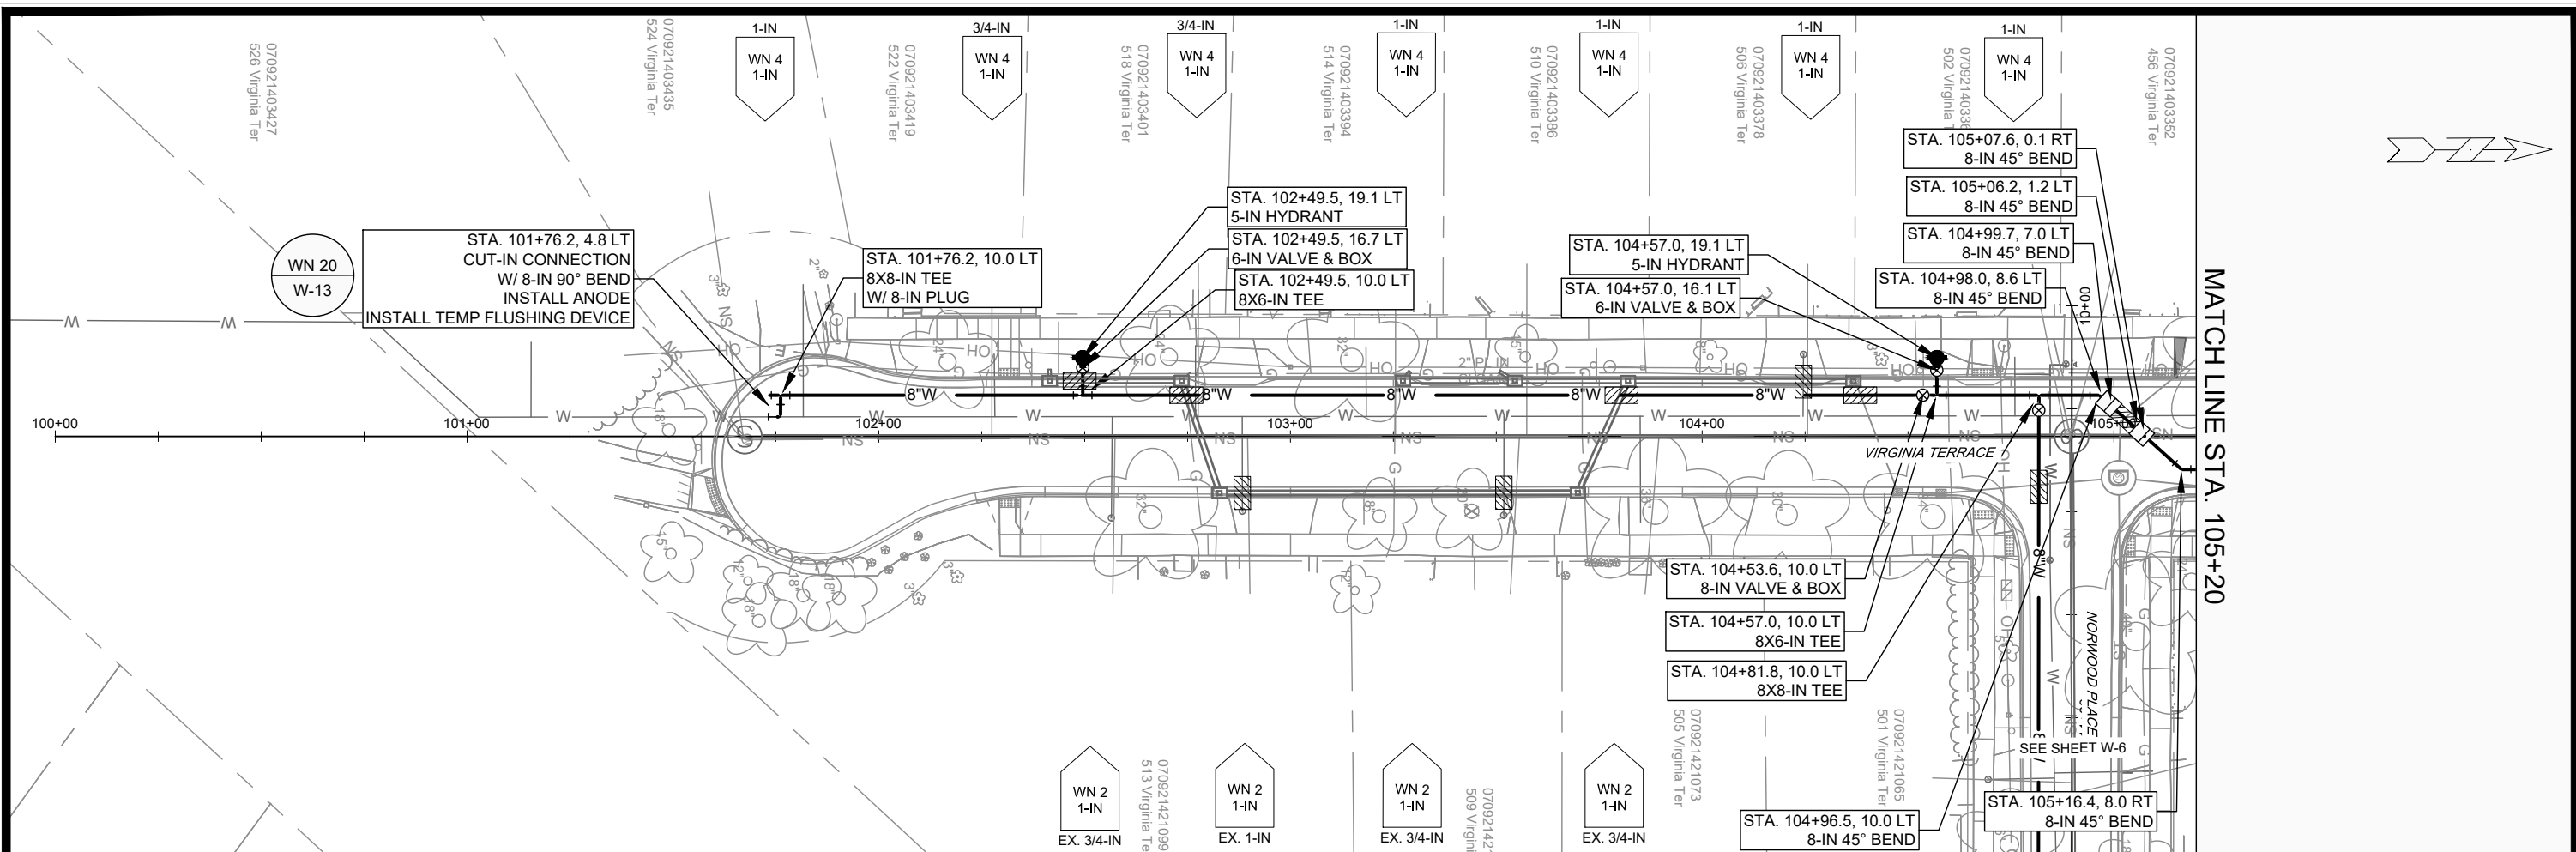 1-IN
WN 4
1-IN
3/4-IN
WN 4
1-IN
3/4-IN
WN 4
1-IN
1-IN
WN 4
1-IN
1-IN
WN 4
1-IN
1-IN
WN 4
1-IN
1-IN
WN 4
1-IN
070921403427
526 Virginia Ter
070921403435
524 Virginia Ter
070921403419
522 Virginia Ter
070921403401
518 Virginia Ter
070921403394
514 Virginia Ter
070921403386
510 Virginia Ter
070921403378
506 Virginia Ter
07092140336
502 Virginia T
070921403352
456 Virginia Ter
WN 20
W-13
STA. 101+76.2, 4.8 LT
CUT-IN CONNECTION
W/ 8-IN 90° BEND
INSTALL ANODE
INSTALL TEMP FLUSHING DEVICE
STA. 101+76.2, 10.0 LT
8X8-IN TEE
W/ 8-IN PLUG
STA. 102+49.5, 19.1 LT
5-IN HYDRANT
STA. 102+49.5, 16.7 LT
6-IN VALVE & BOX
STA. 102+49.5, 10.0 LT
8X6-IN TEE
STA. 104+57.0, 19.1 LT
5-IN HYDRANT
STA. 104+57.0, 16.1 LT
6-IN VALVE & BOX
STA. 105+07.6, 0.1 RT
8-IN 45° BEND
STA. 105+06.2, 1.2 LT
8-IN 45° BEND
STA. 104+99.7, 7.0 LT
8-IN 45° BEND
STA. 104+98.0, 8.6 LT
8-IN 45° BEND
MATCH LINE STA. 105+20
10+00
8"W
8"W
8"W
8"W
8"W
8"W
100+00
101+00
102+00
103+00
104+00
VIRGINIA TERRACE
NORWOOD PLACE
STA. 104+53.6, 10.0 LT
8-IN VALVE & BOX
STA. 104+57.0, 10.0 LT
8X6-IN TEE
STA. 104+81.8, 10.0 LT
8X8-IN TEE
SEE SHEET W-6
STA. 104+96.5, 10.0 LT
8-IN 45° BEND
STA. 105+16.4, 8.0 RT
8-IN 45° BEND
WN 2
1-IN
EX. 3/4-IN
WN 2
1-IN
EX. 1-IN
WN 2
1-IN
EX. 3/4-IN
WN 2
1-IN
EX. 3/4-IN
070921421099
513 Virginia Te
07092142
509 Virgini
070921421073
505 Virginia Ter
070921421065
501 Virginia Ter